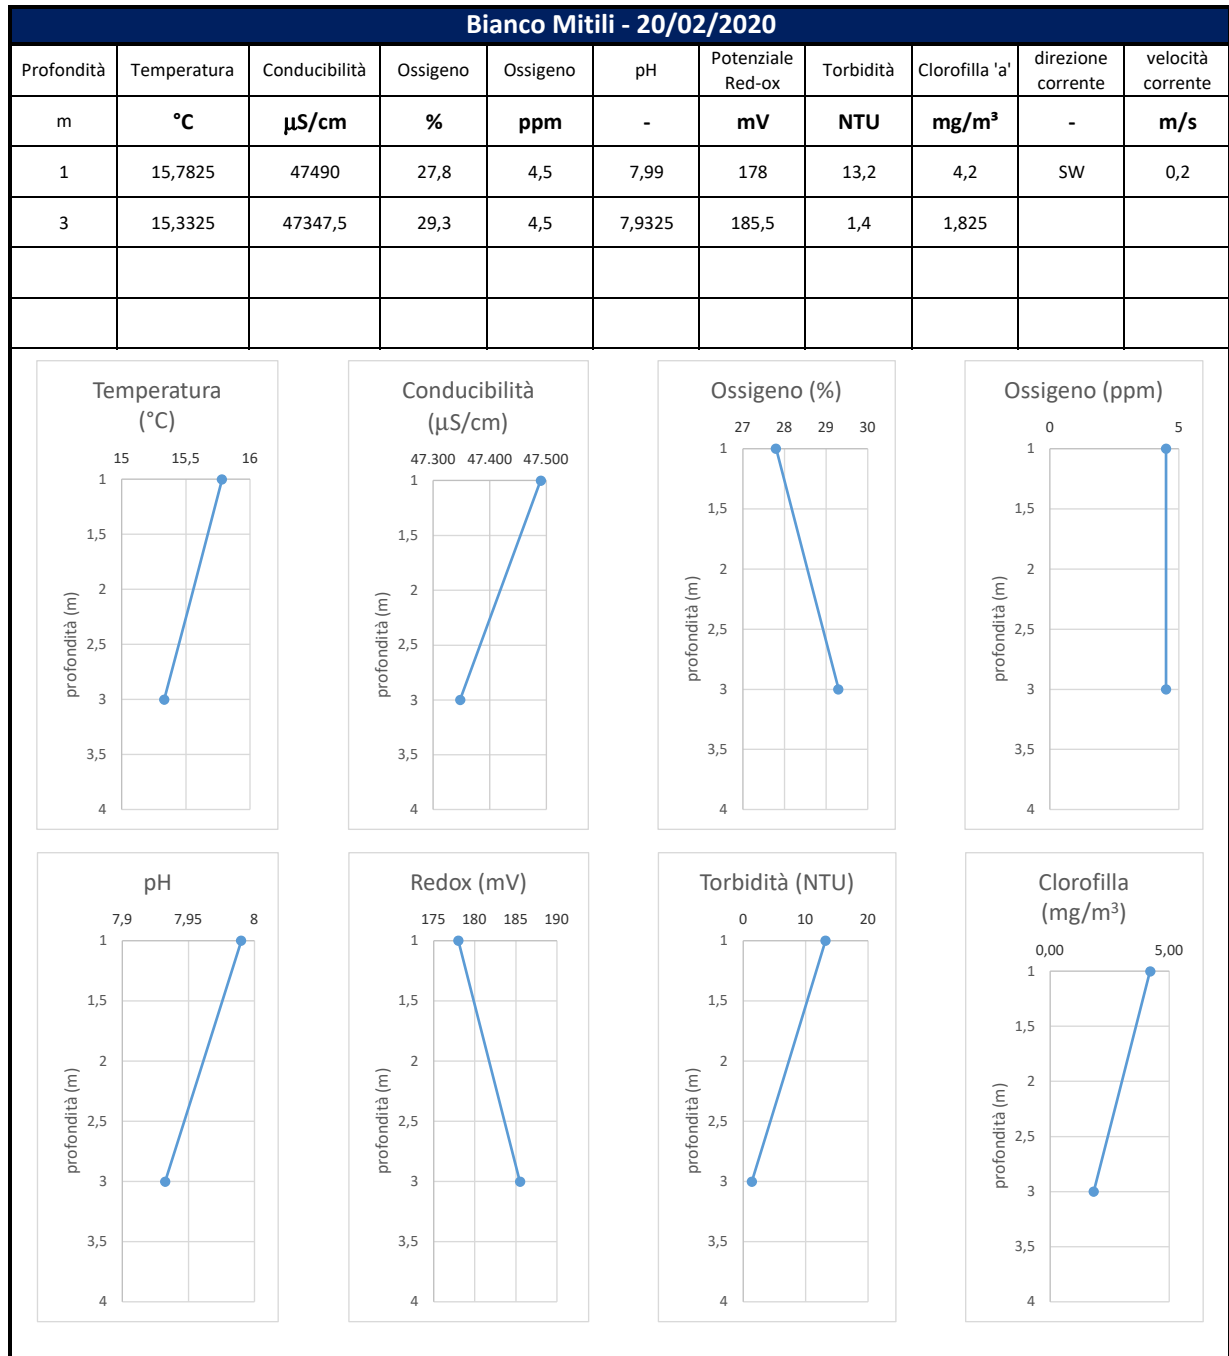 Bianco Mitili - 20/02/2020
Profondità Temperatura Conducibilità Ossigeno Ossigeno pH Potenziale Red-ox Torbidità Clorofilla 'a' direzione corrente velocità corrente
m °C µS/cm % ppm - mV NTU mg/m³ - m/s
1 15,7825 47490 27,8 4,5 7,99 178 13,2 4,2 SW 0,2
3 15,3325 47347,5 29,3 4,5 7,9325 185,5 1,4 1,825
Temperatura
(°C)
15 15,5 16
1
1,5
2
2,5
3
3,5
4
profondità (m)
Conducibilità
(µS/cm)
47.300 47.400 47.500
1
1,5
2
2,5
3
3,5
4
profondità (m)
Ossigeno (%)
27 28 29 30
1
1,5
2
2,5
3
3,5
4
profondità (m)
Ossigeno (ppm)
0 5
1
1,5
2
2,5
3
3,5
4
profondità (m)
pH
7,9 7,95 8
1
1,5
2
2,5
3
3,5
4
profondità (m)
Redox (mV)
175 180 185 190
1
1,5
2
2,5
3
3,5
4
profondità (m)
Torbidità (NTU)
0 10 20
1
1,5
2
2,5
3
3,5
4
profondità (m)
Clorofilla
(mg/m³)
0,00 5,00
1
1,5
2
2,5
3
3,5
4
profondità (m)